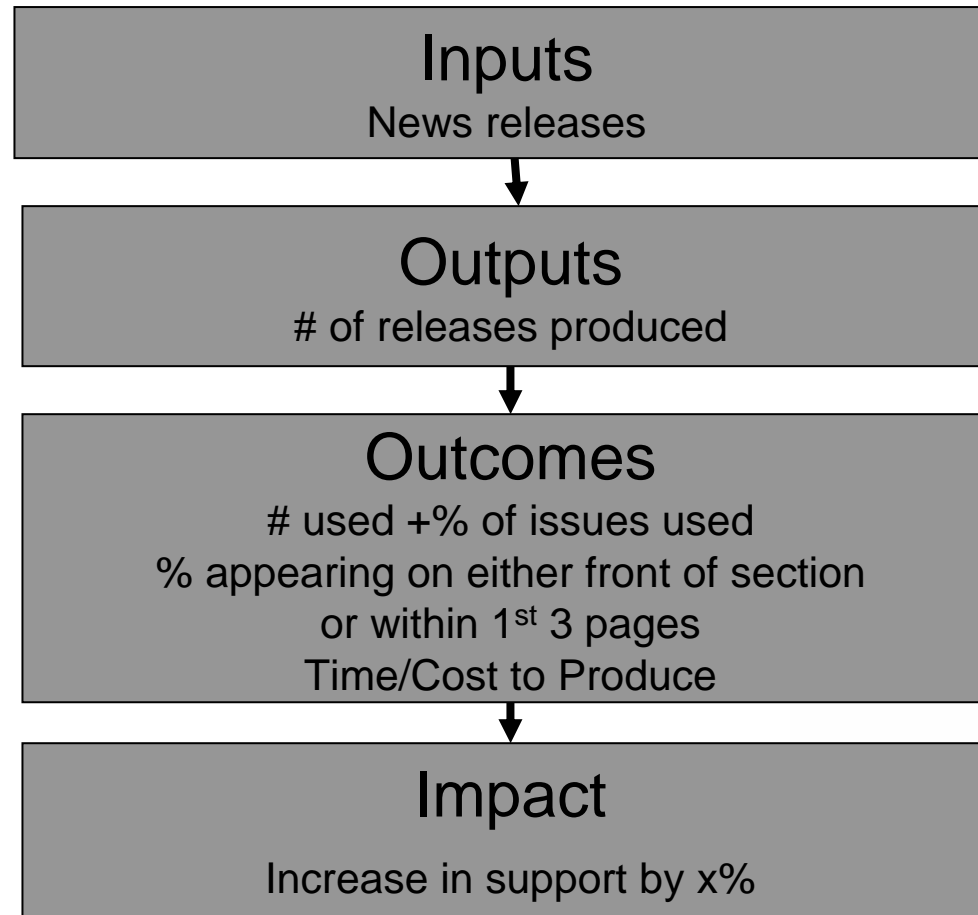 Inputs
News releases
Outputs
# of releases produced
Outcomes
# used +% of issues used
% appearing on either front of section
or within 1st 3 pages
Time/Cost to Produce
Impact
Increase in support by x%